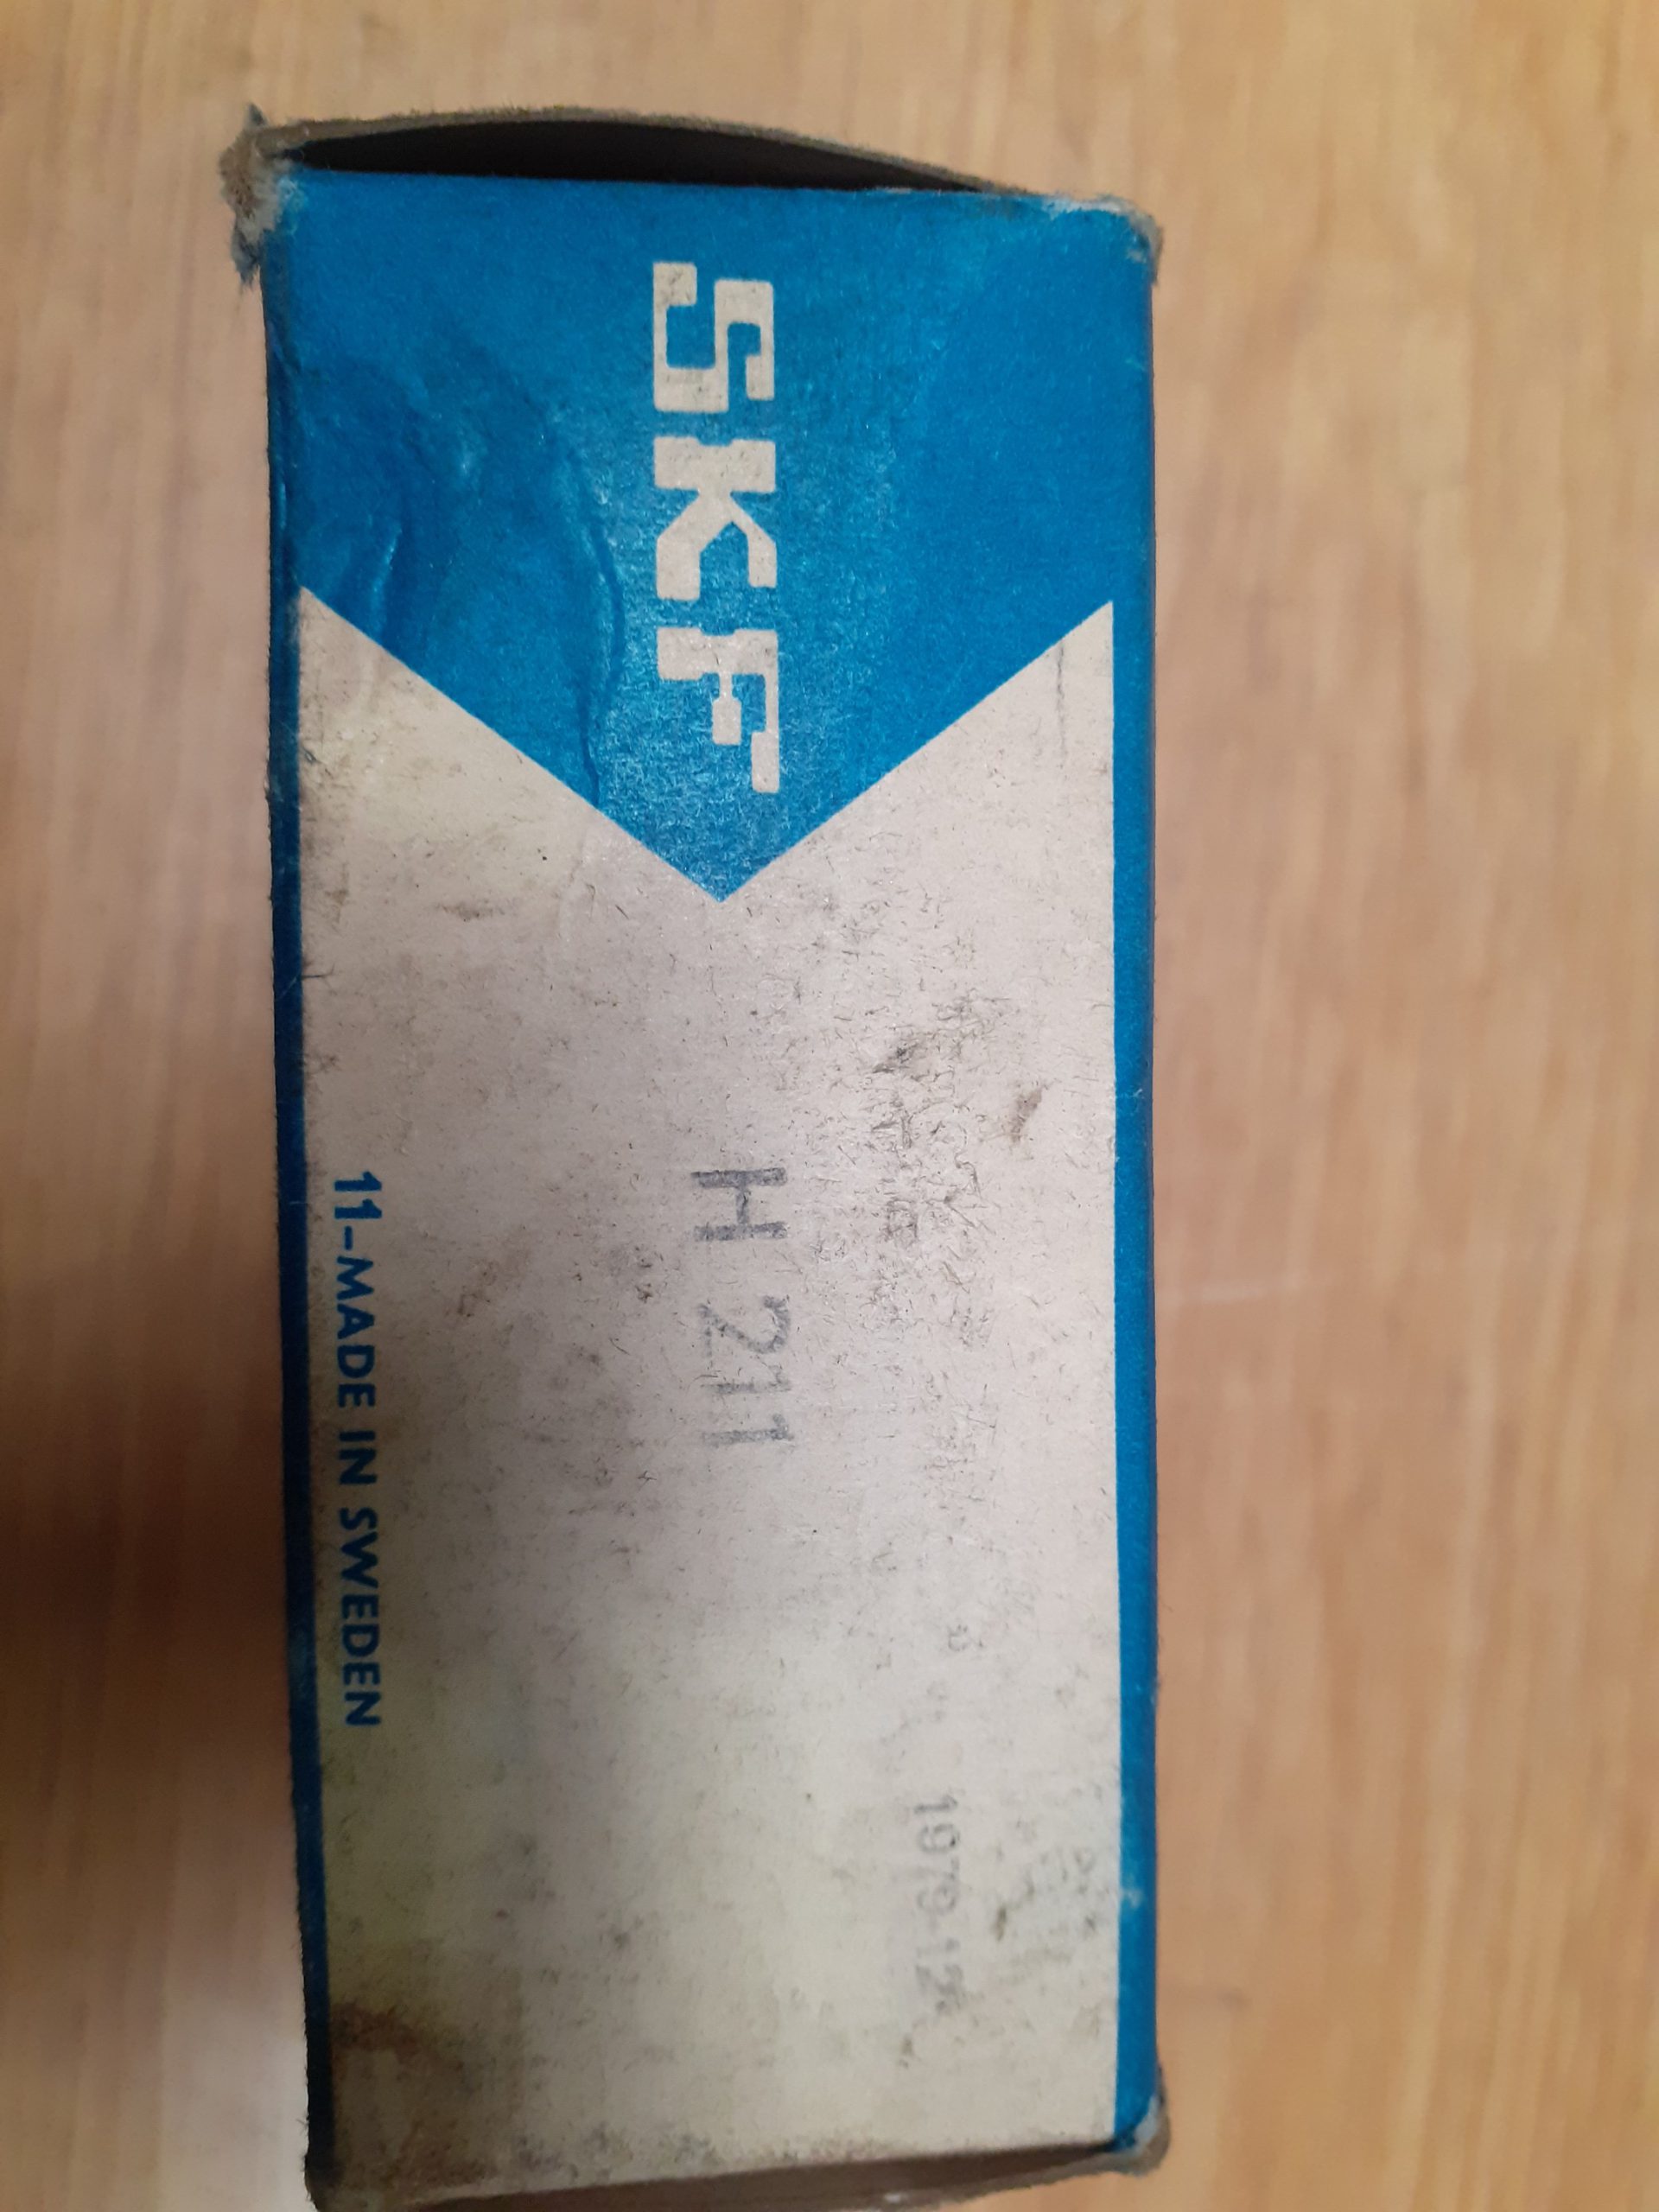 SKF
H 211
1979.12
11-MADE IN SWEDEN